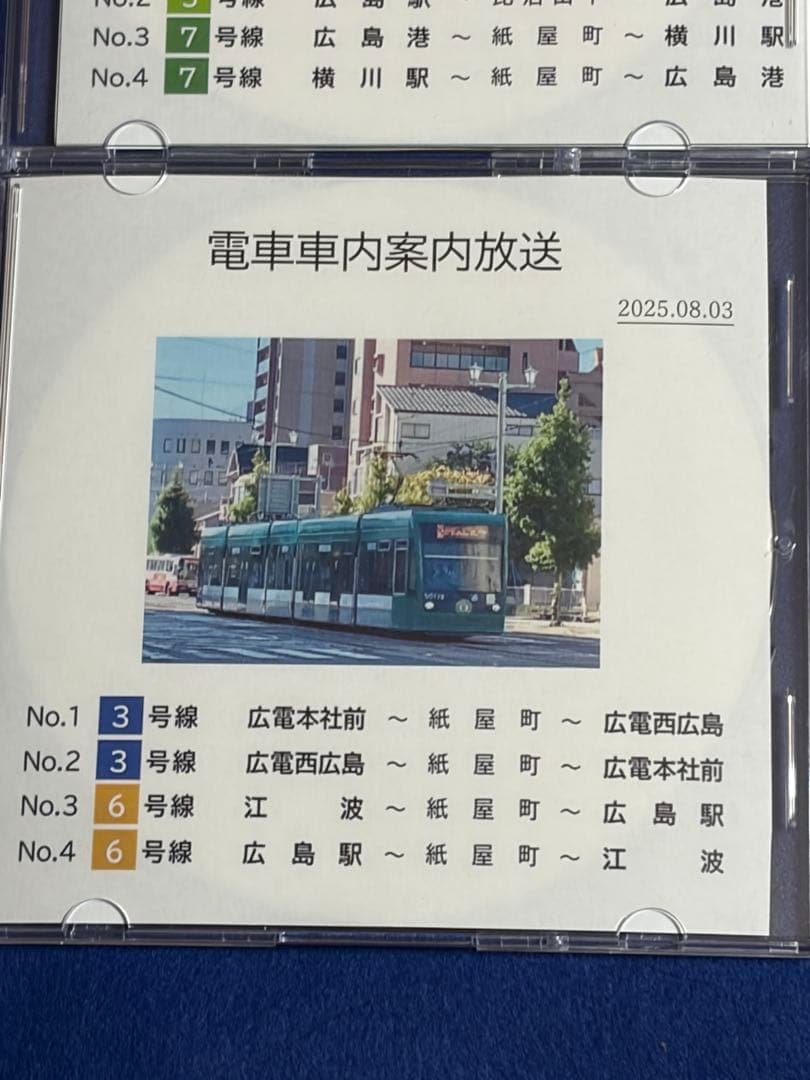 No.3 7 号線 広島港 ～ 紙屋町 ～ 横川駅
No.4 7 号線 横川駅 ～ 紙屋町 ～ 広島港
電車車内案内放送
2025.08.03
No.1 3 号線 広電本社前 ～ 紙屋町 ～ 広電西広島
No.2 3 号線 広電西広島 ～ 紙屋町 ～ 広電本社前
No.3 6 号線 江波 ～ 紙屋町 ～ 広島駅
No.4 6 号線 広島駅 ～ 紙屋町 ～ 江波